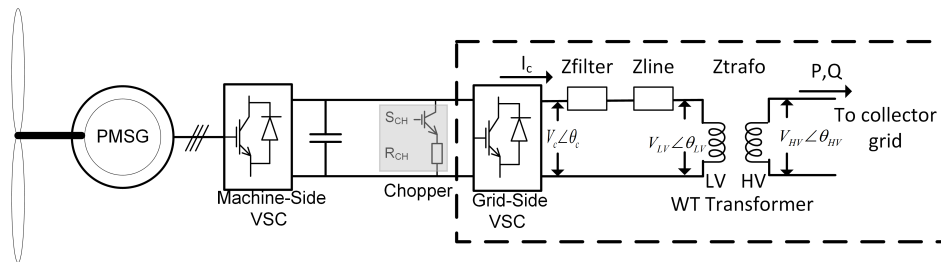 I_c
Zfilter
Zline
Ztrafo
P,Q
PMSG
S_CH
R_CH
V_c∠θ_c
V_LV∠θ_LV
V_HV∠θ_HV
To collector
grid
Machine-Side
VSC
Chopper
Grid-Side
VSC
LV
HV
WT Transformer